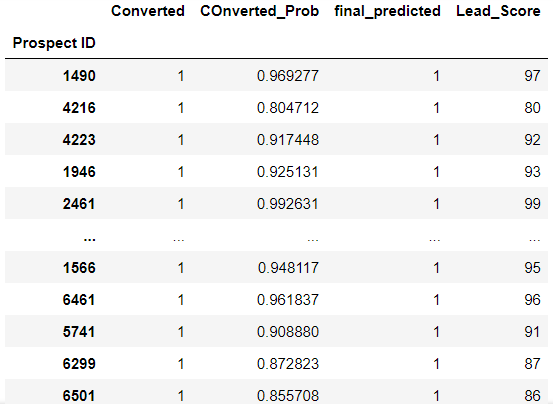 Converted COnverted_Prob final_predicted Lead_Score
Prospect ID
1490 1 0.969277 1 97
4216 1 0.804712 1 80
4223 1 0.917448 1 92
1946 1 0.925131 1 93
2461 1 0.992631 1 99
... ... ... ... ...
1566 1 0.948117 1 95
6461 1 0.961837 1 96
5741 1 0.908880 1 91
6299 1 0.872823 1 87
6501 1 0.855708 1 86